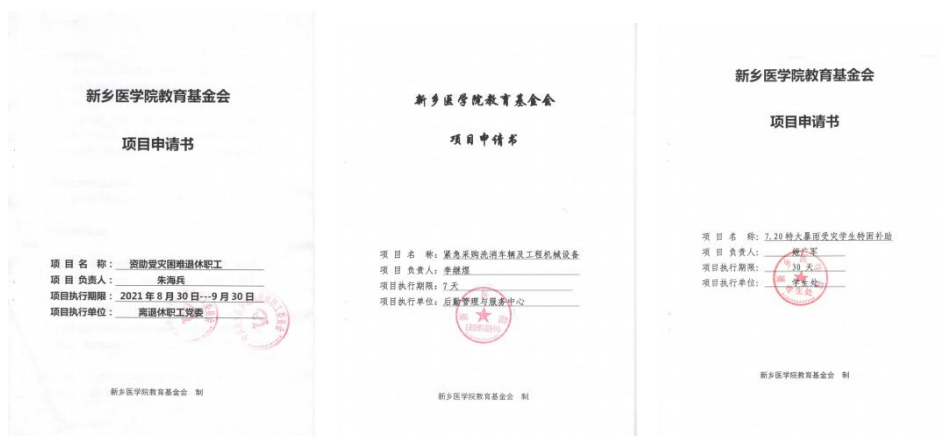 新乡医学院教育基金会
项目申请书
项 目 名 称： 资助受灾困难退休职工
项 目 负责人： 朱海兵
项目执行期限： 2021 年 8 月 30 日---9 月 30 日
项目执行单位： 离退休职工党委
新乡医学院教育基金会 制
新乡医学院教育基金会
项目申请书
项 目 名 称：紧急采购洗消车辆及工程机械设备
项 目 负责人：李继煜
项目执行期限：7 天
项目执行单位：后勤管理与服务中心
新乡医学院教育基金会 制
新乡医学院教育基金会
项目申请书
项 目 名 称：7.20 特大暴雨受灾学生特困补助
项 目 负责人：
项目执行期限： 30 天
项目执行单位： 学生处
学生处
新乡医学院教育基金会 制